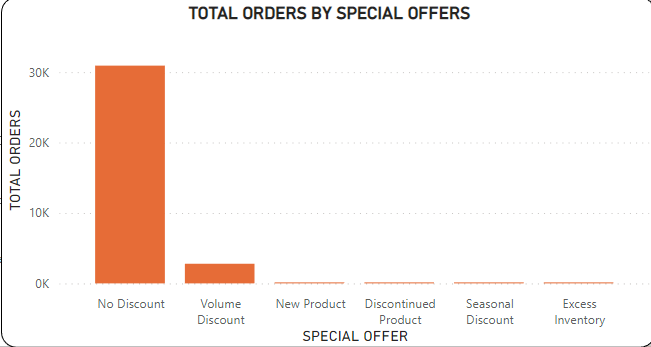 TOTAL ORDERS BY SPECIAL OFFERS
TOTAL ORDERS
30K
20K
10K
0K
No Discount
Volume
Discount
New Product
Discontinued
Product
Seasonal
Discount
Excess
Inventory
SPECIAL OFFER